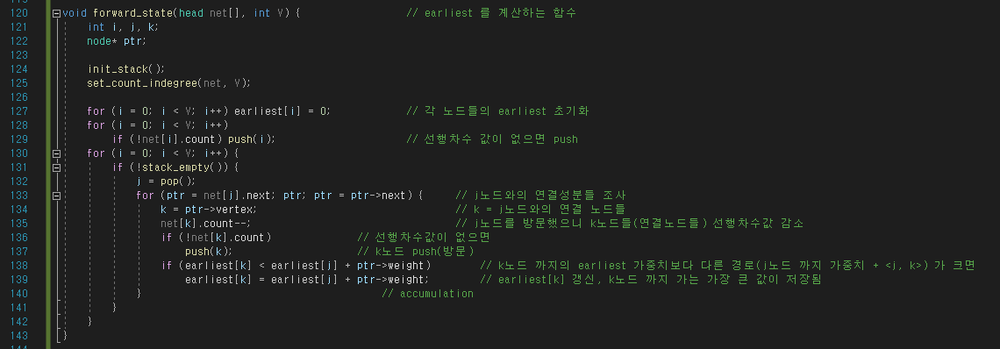 120 void forward_state(head net[], int V) { // earliest 를 계산하는 함수
121 int i, j, k;
122 node* ptr;
123
124 init_stack();
125 set_count_indegree(net, V);
126
127 for (i = 0; i < V; i++) earliest[i] = 0; // 각 노드들의 earliest 초기화
128 for (i = 0; i < V; i++)
129 if (!net[i].count) push(i); // 선행차수 값이 없으면 push
130 for (i = 0; i < V; i++) {
131 if (!stack_empty()) {
132 j = pop();
133 for (ptr = net[j].next; ptr; ptr = ptr->next) { // j노드와의 연결성분들 조사
134 k = ptr->vertex; // k = j노드와의 연결 노드들
135 net[k].count--; // j노드를 방문했으니 k노드들(연결노드들) 선행차수값 감소
136 if (!net[k].count) // 선행차수값이 없으면
137 push(k); // k노드 push(방문)
138 if (earliest[k] < earliest[j] + ptr->weight) // k노드 까지의 earliest 가중치보다 다른 경로(j노드 까지 가중치 + <j, k>) 가 크면
139 earliest[k] = earliest[j] + ptr->weight; // earliest[k] 갱신, k노드 까지 가는 가장 큰 값이 저장됨
140 } // accumulation
141 }
142 }
143 }